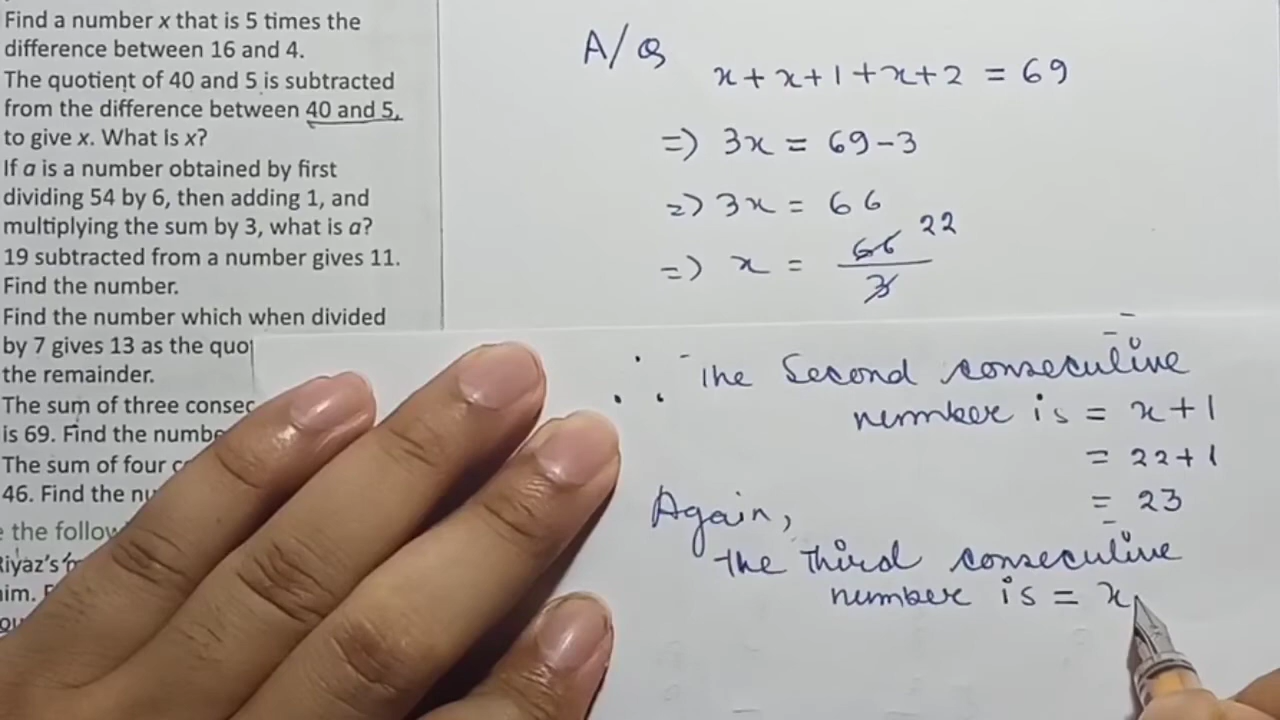 Find a number x that is 5 times the
difference between 16 and 4.
The quotient of 40 and 5 is subtracted
from the difference between 40 and 5,
to give x. What is x?
If a is a number obtained by first
dividing 54 by 6, then adding 1, and
multiplying the sum by 3, what is a?
19 subtracted from a number gives 11.
Find the number.
Find the number which when divided
by 7 gives 13 as the quo
the remainder.
The sum of three consec
is 69. Find the numbe
The sum of four c
46. Find the nu
the follow
Riyaz's
him.
A/Q
x + x + 1 + x + 2 = 69
=> 3x = 69 - 3
=> 3x = 66
=> x = 66/3 22
∴ The Second consecutive
number is = x + 1
= 22 + 1
= 23
Again,
the Third consecutive
number is = x